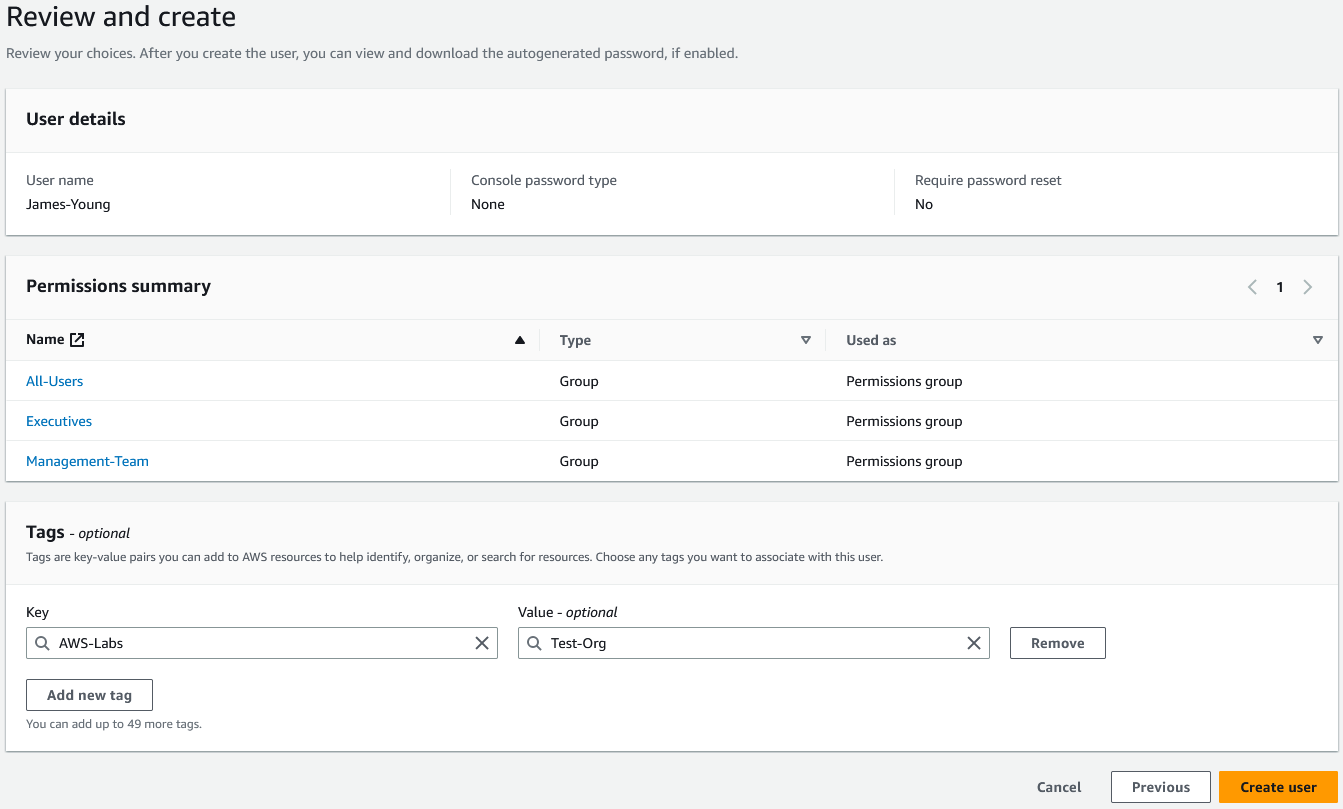 Review and create
Review your choices. After you create the user, you can view and download the autogenerated password, if enabled.
User details
User name
Console password type
Require password reset
James-Young
None
No
Permissions summary
1
Name
Type
Used as
All-Users
Group
Permissions group
Executives
Group
Permissions group
Management-Team
Group
Permissions group
Tags - optional
Tags are key-value pairs you can add to AWS resources to help identify, organize, or search for resources. Choose any tags you want to associate with this user.
Key
Value - optional
AWS-Labs
Test-Org
Remove
Add new tag
You can add up to 49 more tags.
Cancel
Previous
Create user